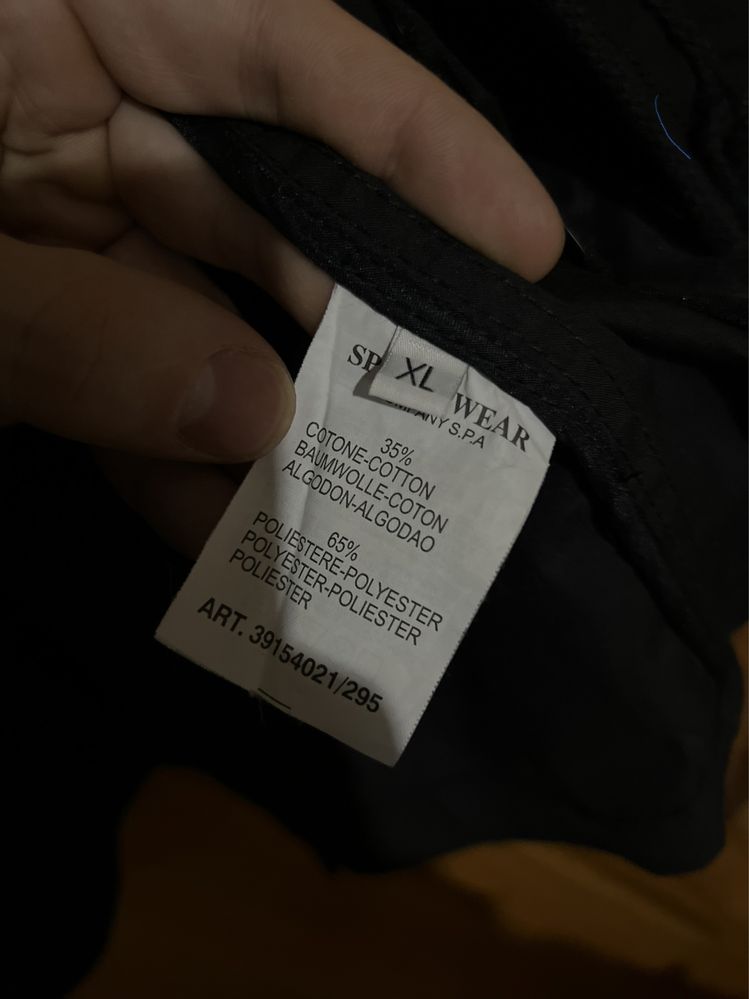 XL
WEAR
S.P.A
35%
COTONE-COTTON
BAUMWOLLE-COTON
ALGODON-ALGODAO
65%
POLIESTERE-POLYESTER
POLYESTER-POLIESTER
POLIESTER
ART. 39154021/295